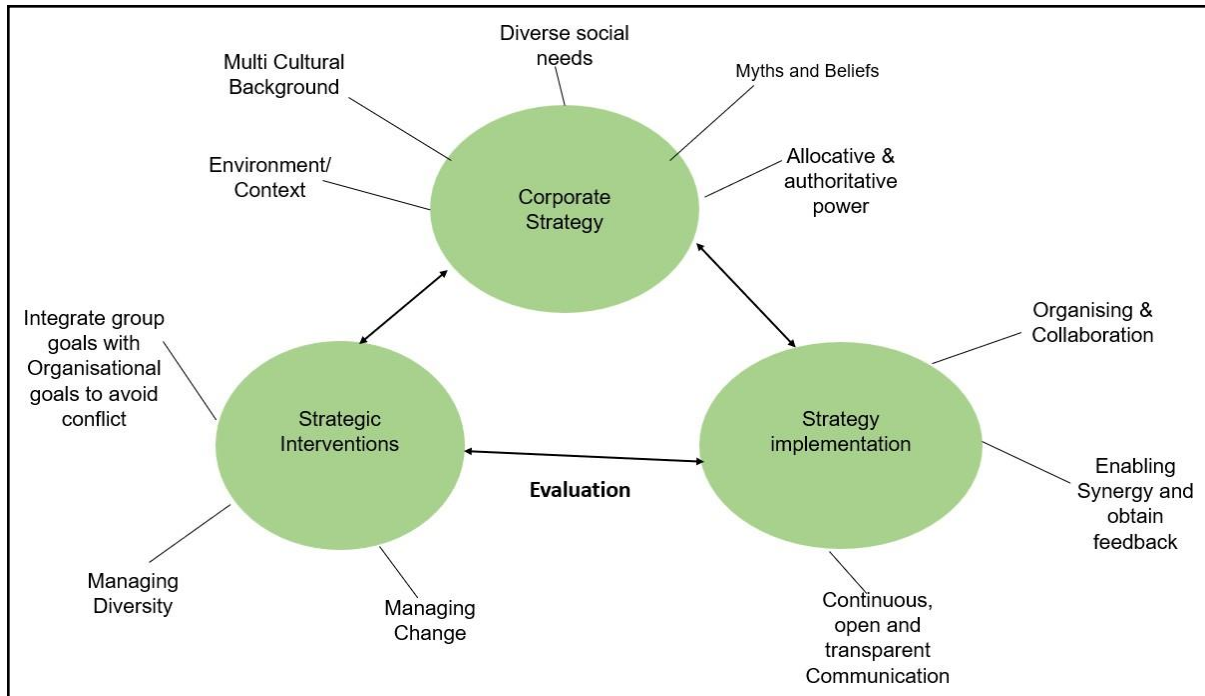 Diverse social
needs
Multi Cultural
Background
Myths and Beliefs
Environment/
Context
Allocative &
authoritative
power
Corporate
Strategy
Integrate group
goals with
Organisational
goals to avoid
conflict
Organising &
Collaboration
Strategic
Interventions
Strategy
implementation
Evaluation
Enabling
Synergy and
obtain
feedback
Managing
Diversity
Managing
Change
Continuous,
open and
transparent
Communication